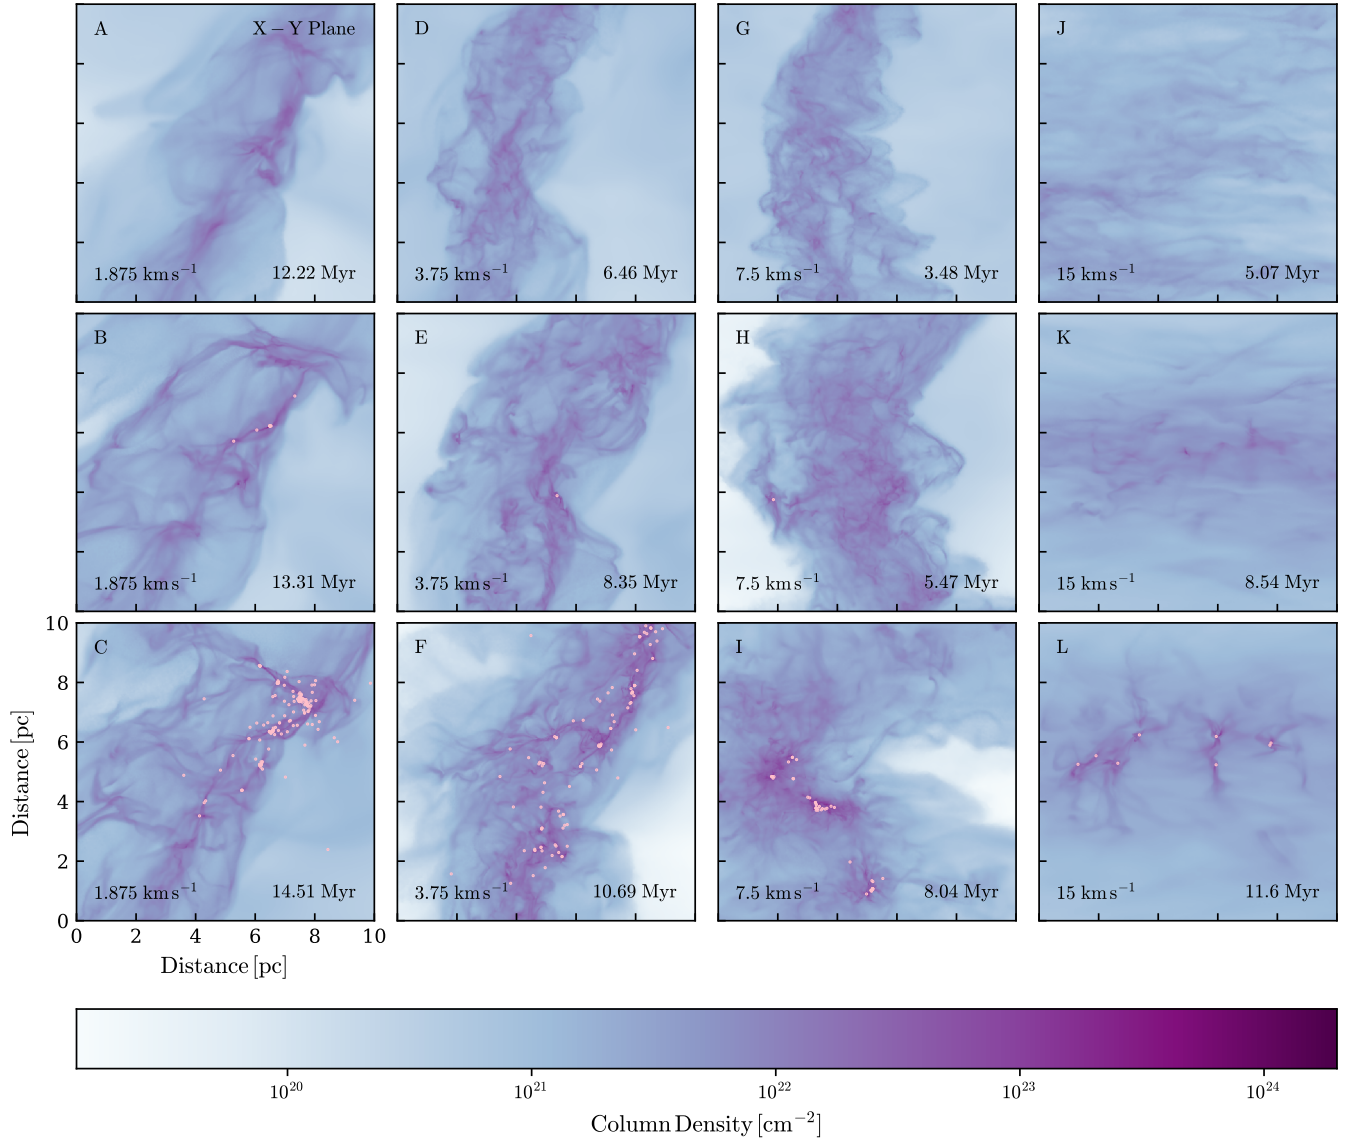 A
X – Y Plane
1.875 km s⁻¹
12.22 Myr
D
3.75 km s⁻¹
6.46 Myr
G
7.5 km s⁻¹
3.48 Myr
J
15 km s⁻¹
5.07 Myr
B
1.875 km s⁻¹
13.31 Myr
E
3.75 km s⁻¹
8.35 Myr
H
7.5 km s⁻¹
5.47 Myr
K
15 km s⁻¹
8.54 Myr
C
1.875 km s⁻¹
14.51 Myr
F
3.75 km s⁻¹
10.69 Myr
I
7.5 km s⁻¹
8.04 Myr
L
15 km s⁻¹
11.6 Myr
10
8
6
4
2
0
Distance [pc]
0 2 4 6 8 10
Distance [pc]
10²⁰ 10²¹ 10²² 10²³ 10²⁴
Column Density [cm⁻²]